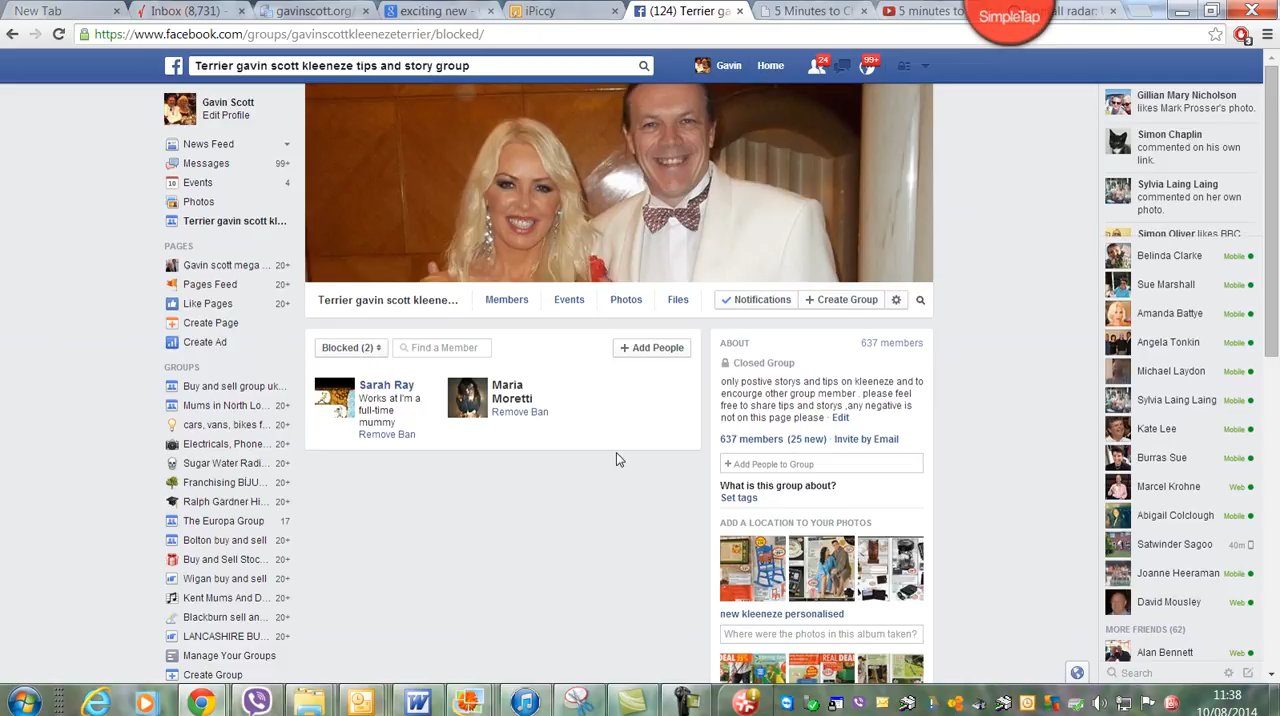 New Tab
Inbox (8,731) -
gavinscott.org/
exciting new -
iPiccy
(124) Terrier ga
5 Minutes to Ch
5 minutes to
mall radar
SimpleTap
https://www.facebook.com/groups/gavinscottkleenezeterrier/blocked/
Terrier gavin scott kleeneze tips and story group
Gavin
Home
24
99+
Gavin Scott
Edit Profile
News Feed
Messages 99+
Events 4
Photos
Terrier gavin scott kl...
PAGES
Gavin scott mega ... 20+
Pages Feed 20+
Like Pages 20+
Create Page
Create Ad
GROUPS
Buy and sell group uk... 20+
Mums in North Lo... 20+
cars, vans, bikes f... 20+
Electricals, Phone... 20+
Sugar Water Radi... 20+
Franchising BIJU... 20+
Ralph Gardner Hi... 20+
The Europa Group 17
Bolton buy and sell 20+
Buy and Sell Stoc... 20+
Wigan buy and sell 20+
Kent Mums And D... 20+
Blackburn sell an... 20+
LANCASHIRE BU... 20+
Manage Your Groups
Create Group
Terrier gavin scott kleene...
Members
Events
Photos
Files
Notifications
+ Create Group
Blocked (2)
Find a Member
+ Add People
Sarah Ray
Works at I'm a
full-time
mummy
Remove Ban
Maria
Moretti
Remove Ban
ABOUT 637 members
Closed Group
only postive storys and tips on kleeneze and to
encourge other group member . please feel
free to share tips and storys ,any negative is
not on this page please · Edit
637 members (25 new) · Invite by Email
+ Add People to Group
What is this group about?
Set tags
ADD A LOCATION TO YOUR PHOTOS
new kleeneze personalised
Where were the photos in this album taken?
Gillian Mary Nicholson
likes Mark Prosser's photo.
Simon Chaplin
commented on his own
link.
Sylvia Laing Laing
commented on her own
photo.
Simon Oliver likes BBC
Belinda Clarke Mobile
Sue Marshall Mobile
Amanda Battye Mobile
Angela Tonkin Mobile
Michael Laydon Mobile
Sylvia Laing Laing Mobile
Kate Lee Mobile
Burras Sue Mobile
Marcel Krohne Web
Abigail Colclough Mobile
Satwinder Sagoo 40m
Joanne Heeraman Mobile
David Mousley Web
MORE FRIENDS (62)
Alan Bennett Web
Search
11:38
10/08/2014